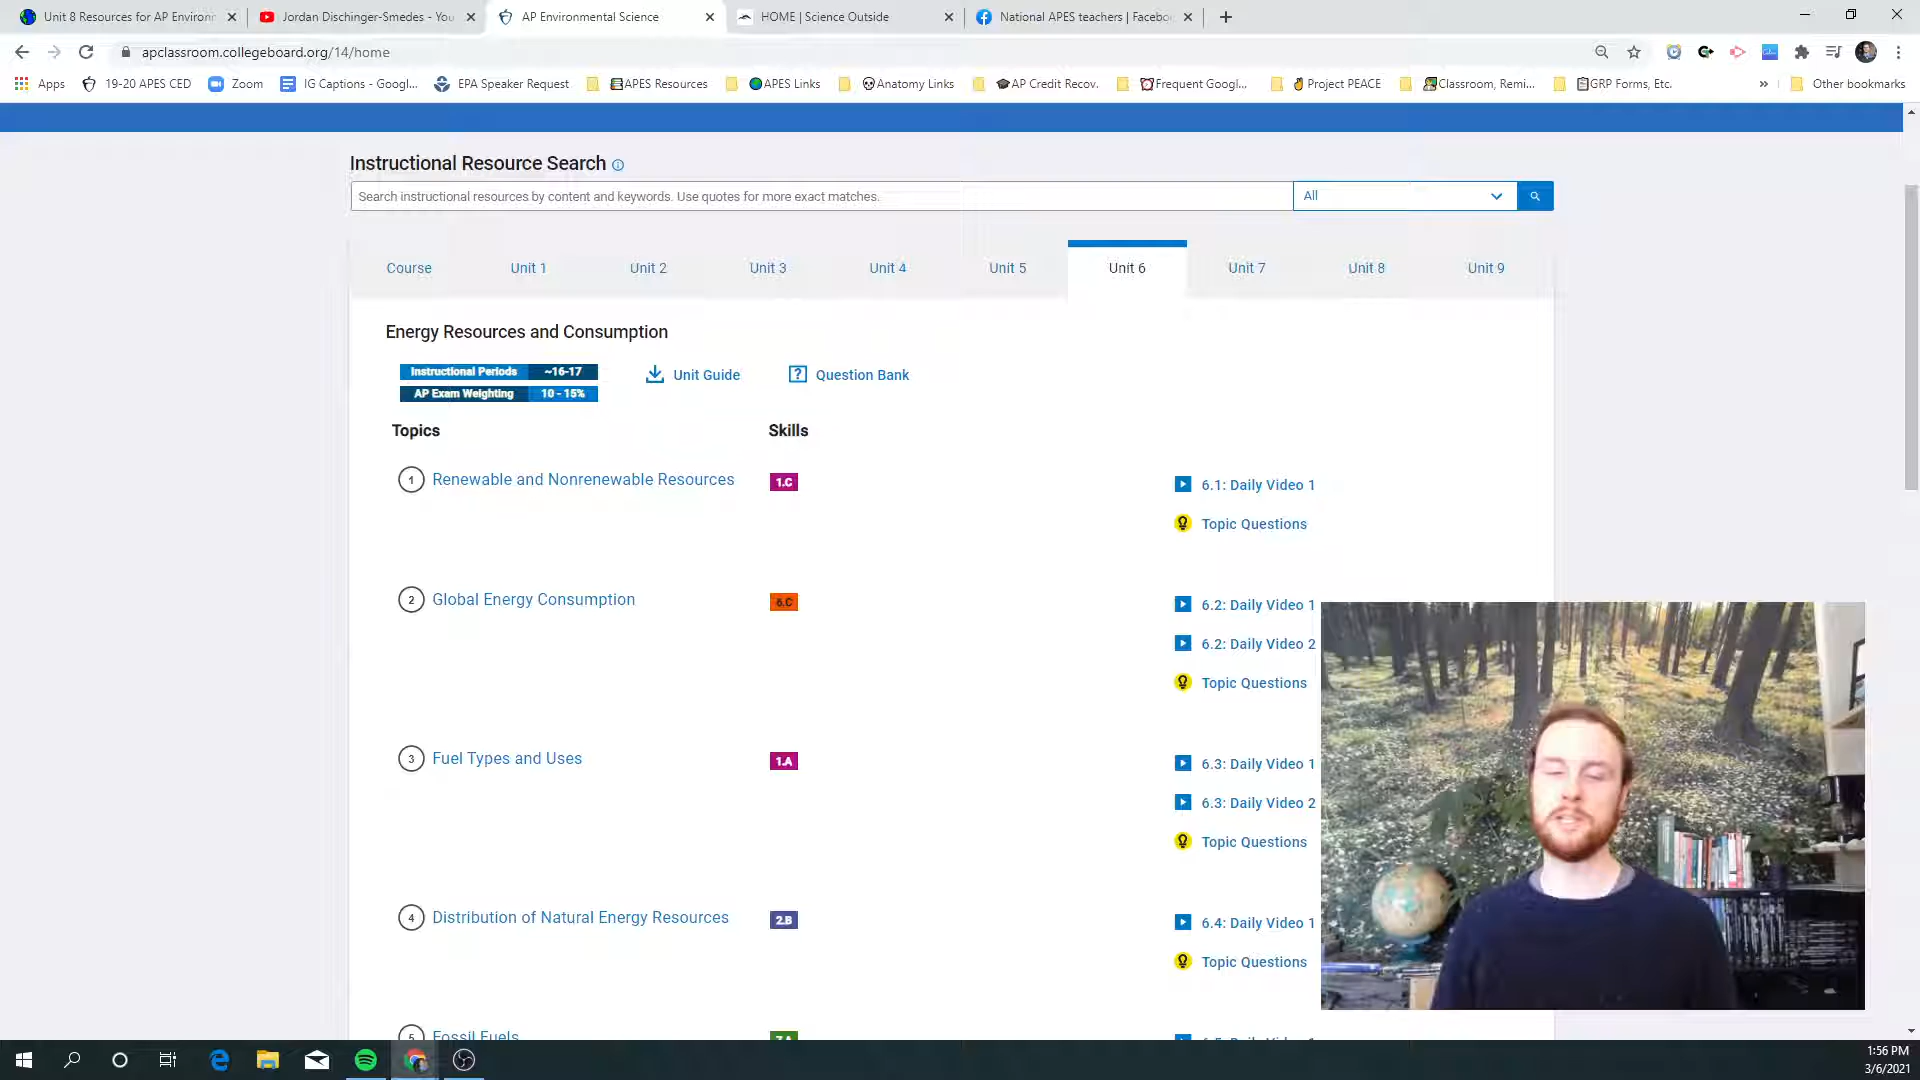 Unit 8 Resources for AP Environ
Jordan Dischinger-Smedes - You
AP Environmental Science
HOME | Science Outside
National APES teachers | Facebo
apclassroom.collegeboard.org/14/home
Apps
19-20 APES CED
Zoom
IG Captions - Googl...
EPA Speaker Request
APES Resources
APES Links
Anatomy Links
AP Credit Recov.
Frequent Googl...
Project PEACE
Classroom, Remi...
GRP Forms, Etc.
»
Other bookmarks
Instructional Resource Search
Search instructional resources by content and keywords. Use quotes for more exact matches.
All
Course
Unit 1
Unit 2
Unit 3
Unit 4
Unit 5
Unit 6
Unit 7
Unit 8
Unit 9
Energy Resources and Consumption
Instructional Periods ~16-17
AP Exam Weighting 10 - 15%
Unit Guide
Question Bank
Topics
Skills
1 Renewable and Nonrenewable Resources
1.C
6.1: Daily Video 1
Topic Questions
2 Global Energy Consumption
6.C
6.2: Daily Video 1
6.2: Daily Video 2
Topic Questions
3 Fuel Types and Uses
1.A
6.3: Daily Video 1
6.3: Daily Video 2
Topic Questions
4 Distribution of Natural Energy Resources
2.B
6.4: Daily Video 1
Topic Questions
5 Fossil Fuels
1:56 PM
3/6/2021